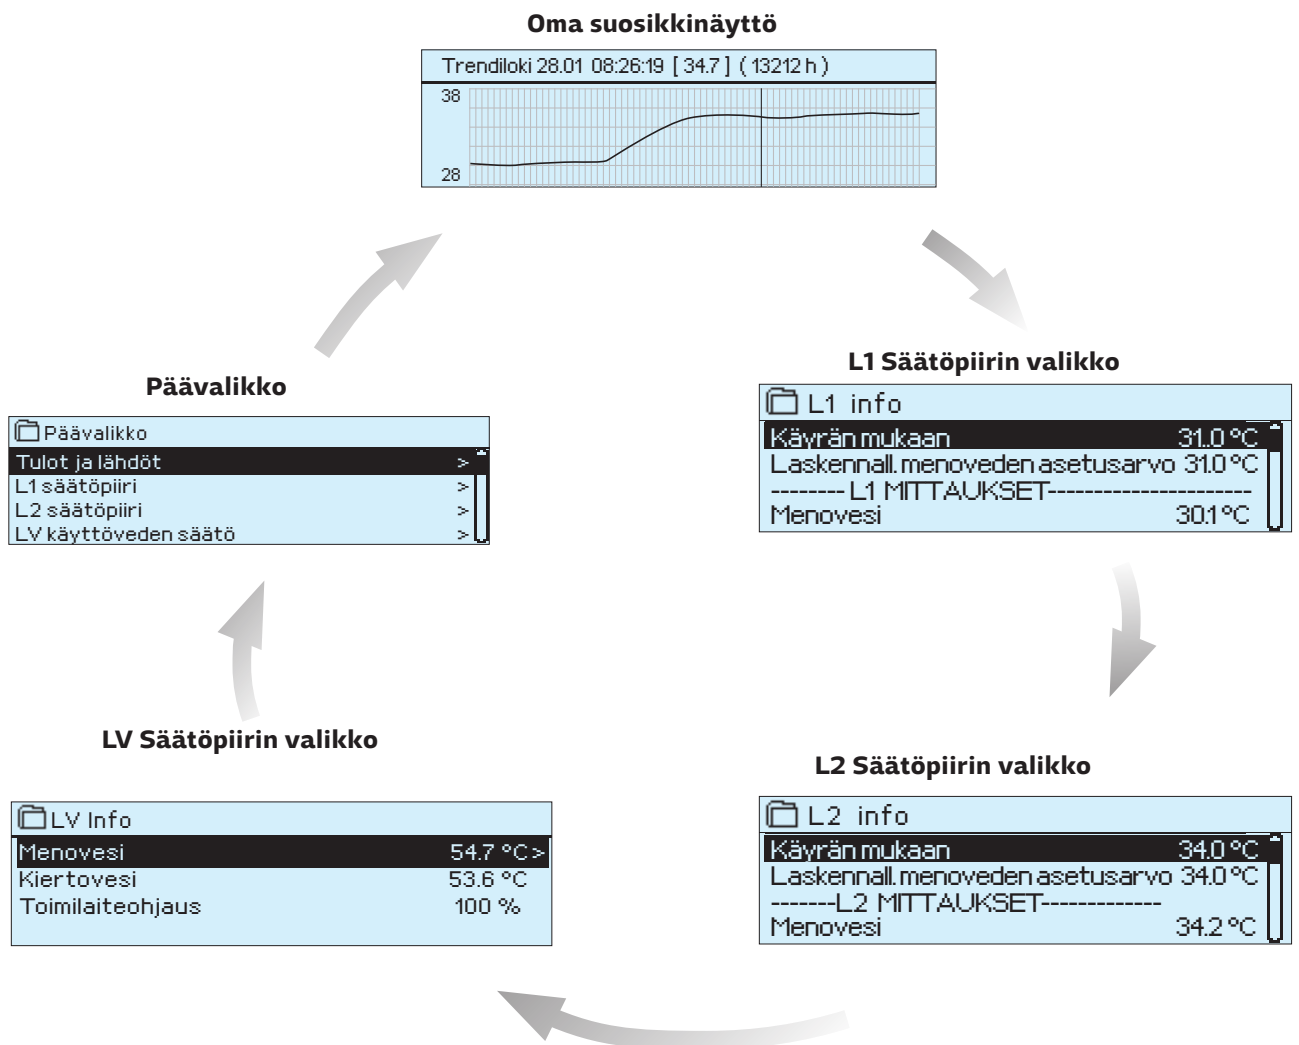 Oma suosikkinäyttö
Trendiloki 28.01 08:26:19 [ 34.7 ] ( 13212 h )
38
28
L1 Säätöpiirin valikko
L1 info
Käyrän mukaan 31.0 °C
Laskennall. menoveden asetusarvo 31.0 °C
-------- L1 MITTAUKSET----------------------
Menovesi 30.1 °C
L2 Säätöpiirin valikko
L2 info
Käyrän mukaan 34.0 °C
Laskennall. menoveden asetusarvo 34.0 °C
-------L2 MITTAUKSET-------------
Menovesi 34.2 °C
LV Säätöpiirin valikko
LV Info
Menovesi 54.7 °C>
Kiertovesi 53.6 °C
Toimilaiteohjaus 100 %
Päävalikko
Päävalikko
Tulot ja lähdöt >
L1 säätöpiiri >
L2 säätöpiiri >
LV käyttöveden säätö >